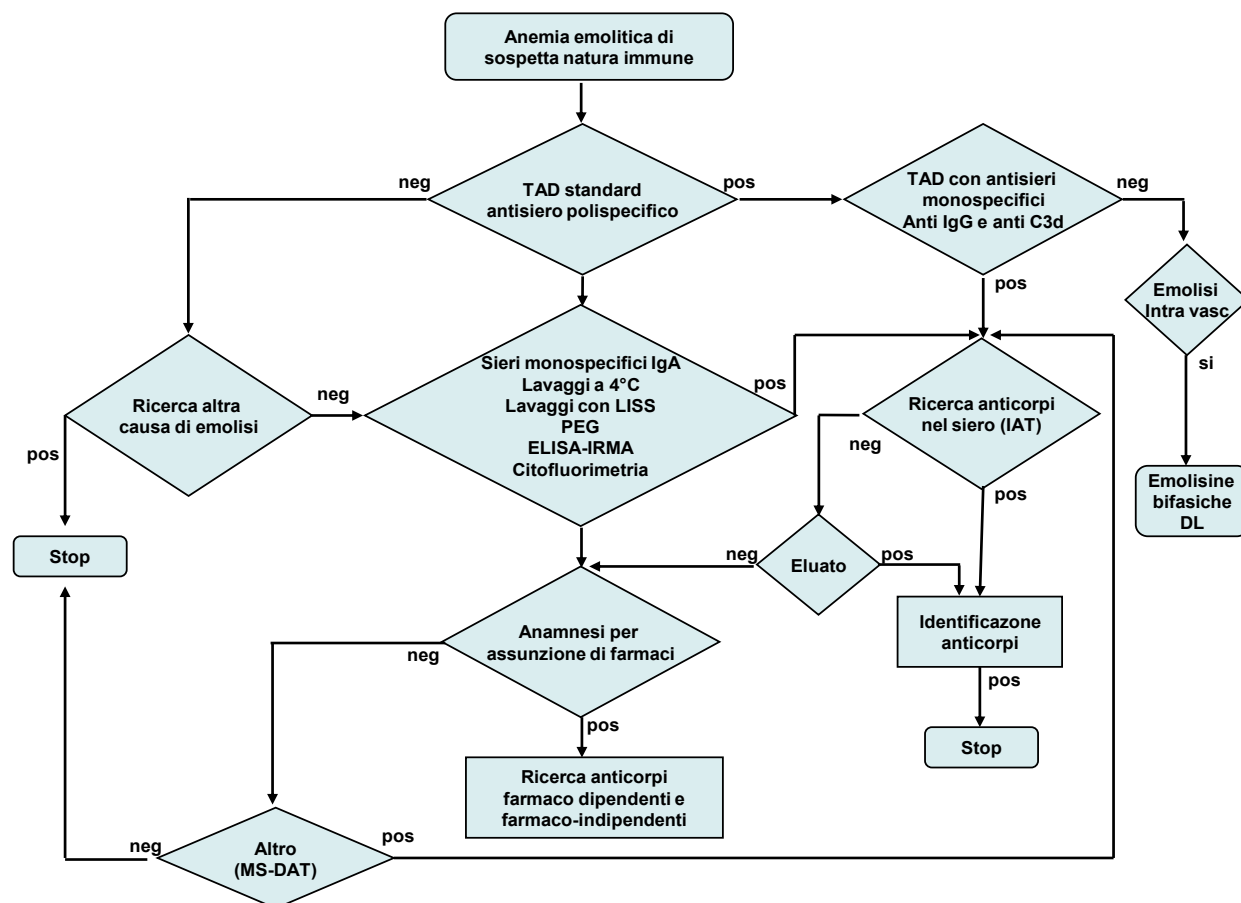 Anemia emolitica di
sospetta natura immune
neg
TAD standard
antisiero polispecifico
pos
TAD con antisieri
monospecifici
Anti IgG e anti C3d
neg
pos
Emolisi
Intra vasc
si
Ricerca altra
causa di emolisi
neg
pos
Sieri monospecifici IgA
Lavaggi a 4°C
Lavaggi con LISS
PEG
ELISA-IRMA
Citofluorimetria
pos
Ricerca anticorpi
nel siero (IAT)
neg
pos
Emolisine
bifasiche
DL
Stop
neg
Eluato
pos
Anamnesi per
assunzione di farmaci
neg
pos
Identificazone
anticorpi
pos
Stop
Ricerca anticorpi
farmaco dipendenti e
farmaco-indipendenti
neg
Altro
(MS-DAT)
pos